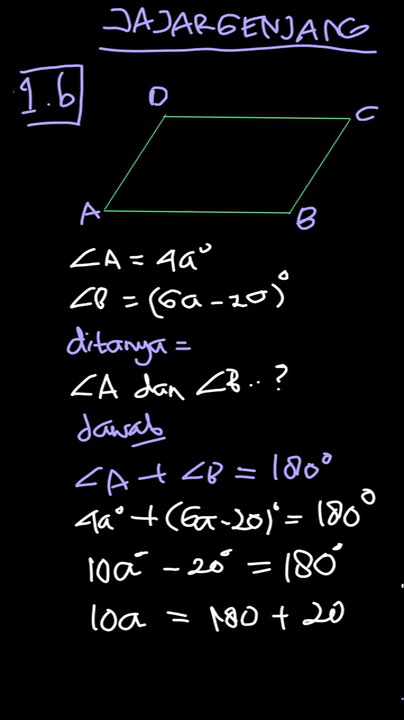 JAJARGENJANG
1.6
D
C
A
B
∠A = 4a°
∠B = (6a - 20)°
ditanya =
∠A dan ∠B..?
Jawab
∠A + ∠B = 180°
4a° + (6a - 20)° = 180°
10a° - 20° = 180°
10a = 180 + 20